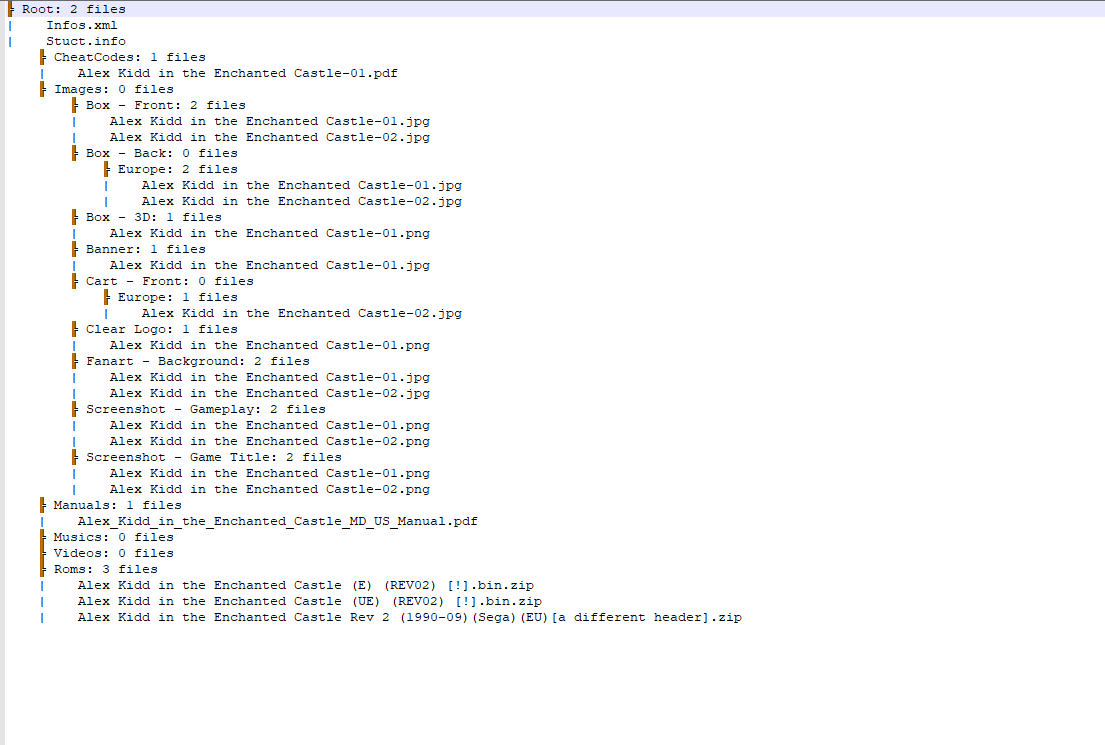 Root: 2 files
Infos.xml
Stuct.info
CheatCodes: 1 files
Alex Kidd in the Enchanted Castle-01.pdf
Images: 0 files
Box - Front: 2 files
Alex Kidd in the Enchanted Castle-01.jpg
Alex Kidd in the Enchanted Castle-02.jpg
Box - Back: 0 files
Europe: 2 files
Alex Kidd in the Enchanted Castle-01.jpg
Alex Kidd in the Enchanted Castle-02.jpg
Box - 3D: 1 files
Alex Kidd in the Enchanted Castle-01.png
Banner: 1 files
Alex Kidd in the Enchanted Castle-01.jpg
Cart - Front: 0 files
Europe: 1 files
Alex Kidd in the Enchanted Castle-02.jpg
Clear Logo: 1 files
Alex Kidd in the Enchanted Castle-01.png
Fanart - Background: 2 files
Alex Kidd in the Enchanted Castle-01.jpg
Alex Kidd in the Enchanted Castle-02.jpg
Screenshot - Gameplay: 2 files
Alex Kidd in the Enchanted Castle-01.png
Alex Kidd in the Enchanted Castle-02.png
Screenshot - Game Title: 2 files
Alex Kidd in the Enchanted Castle-01.png
Alex Kidd in the Enchanted Castle-02.png
Manuals: 1 files
Alex_Kidd_in_the_Enchanted_Castle_MD_US_Manual.pdf
Musics: 0 files
Videos: 0 files
Roms: 3 files
Alex Kidd in the Enchanted Castle (E) (REV02) [!].bin.zip
Alex Kidd in the Enchanted Castle (UE) (REV02) [!].bin.zip
Alex Kidd in the Enchanted Castle Rev 2 (1990-09)(Sega)(EU)[a different header].zip